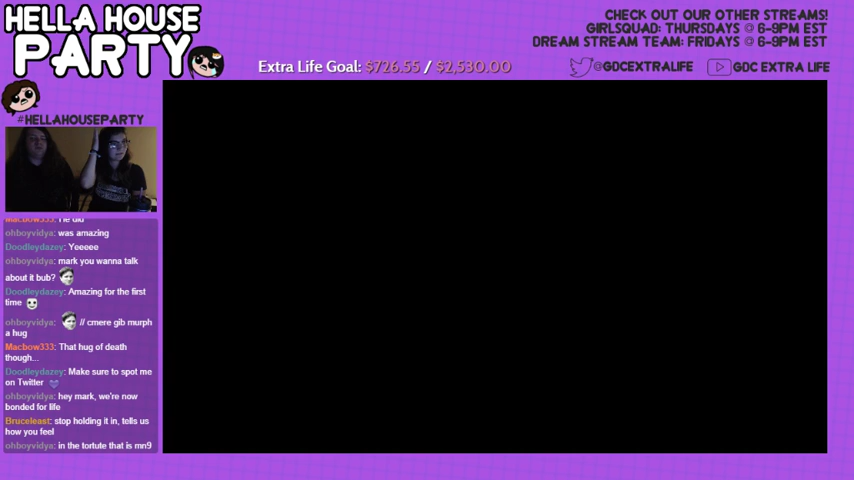 HELLA HOUSE
PARTY
CHECK OUT OUR OTHER STREAMS!
GIRLSQUAD: THURSDAYS @ 6-9PM EST
DREAM STREAM TEAM: FRIDAYS @ 6-9PM EST
Extra Life Goal: $726.55 / $2,530.00
@GDCEXTRALIFE
GDC EXTRA LIFE
#HELLAHOUSEPARTY
Macbow333: He did
ohboyvidya: was amazing
Doodleydazey: Yeeeee
ohboyvidya: mark you wanna talk
about it bub?
Doodleydazey: Amazing for the first
time
ohboyvidya: // cmere gib murph
a hug
Macbow333: That hug of death
though...
Doodleydazey: Make sure to spot me
on Twitter
ohboyvidya: hey mark, we're now
bonded for life
Bruceleast: stop holding it in, tells us
how you feel
ohboyvidya: in the tortute that is mn9